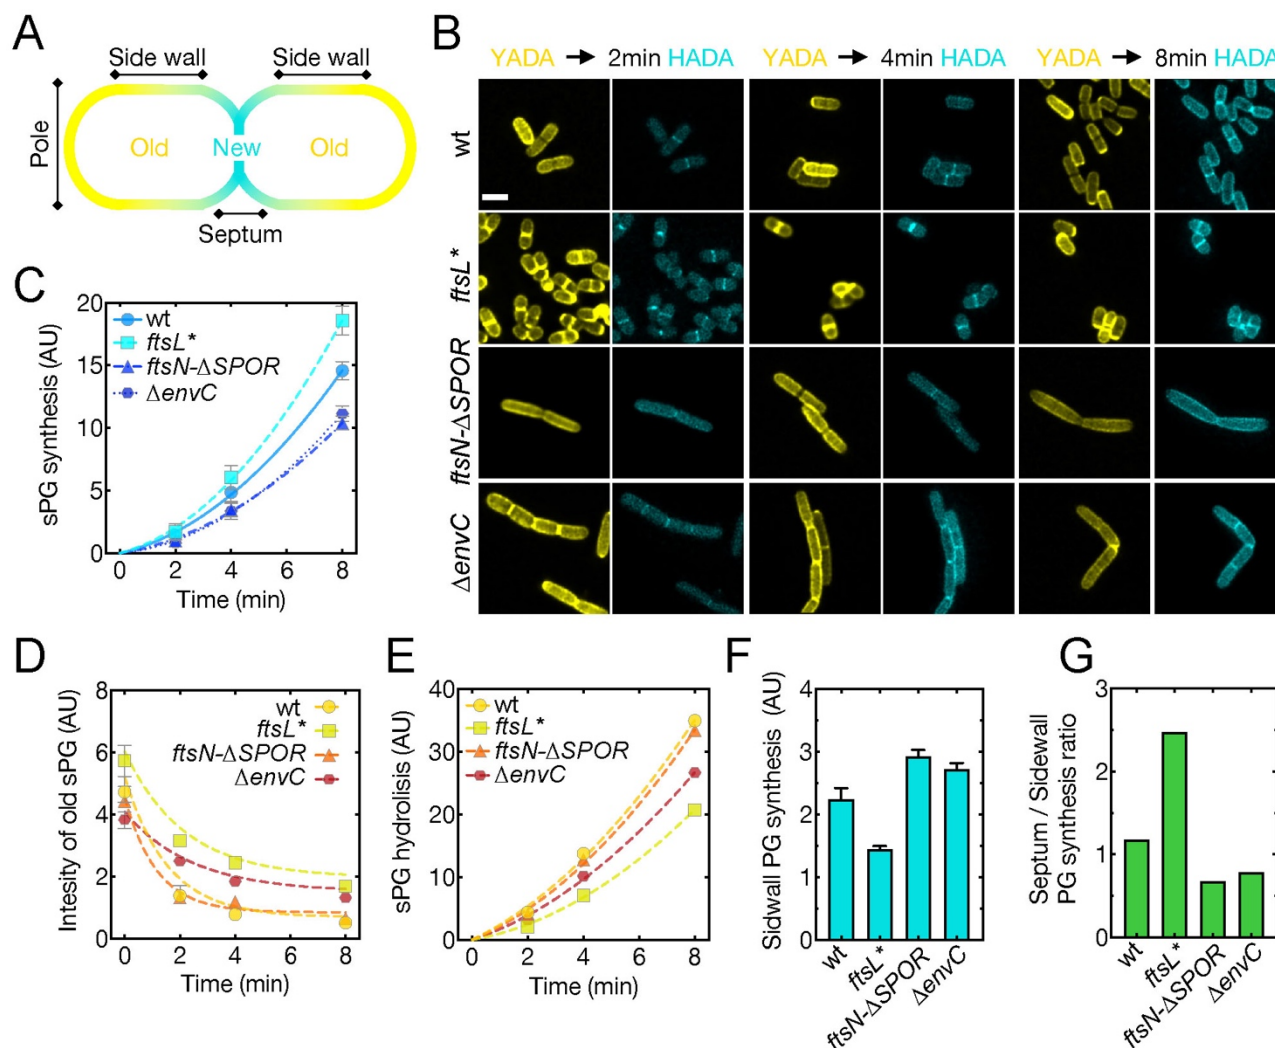 A
Side wall
Side wall
Pole
Old
New
Old
Septum
B
YADA → 2min HADA
YADA → 4min HADA
YADA → 8min HADA
wt
ftsL*
ftsN-ΔSPOR
ΔenvC
C
sPG synthesis (AU)
20
15
10
5
0
wt
ftsL*
ftsN-ΔSPOR
ΔenvC
0 2 4 6 8
Time (min)
D
Intesity of old sPG (AU)
8
6
4
2
0
wt
ftsL*
ftsN-ΔSPOR
ΔenvC
0 2 4 6 8
Time (min)
E
sPG hydrolisis (AU)
40
30
20
10
0
wt
ftsL*
ftsN-ΔSPOR
ΔenvC
0 2 4 6 8
Time (min)
F
Sidwall PG synthesis (AU)
4
3
2
1
0
wt
ftsL*
ftsN-ΔSPOR
ΔenvC
G
Septum / Sidewall
PG synthesis ratio
3
2
1
0
wt
ftsL*
ftsN-ΔSPOR
ΔenvC